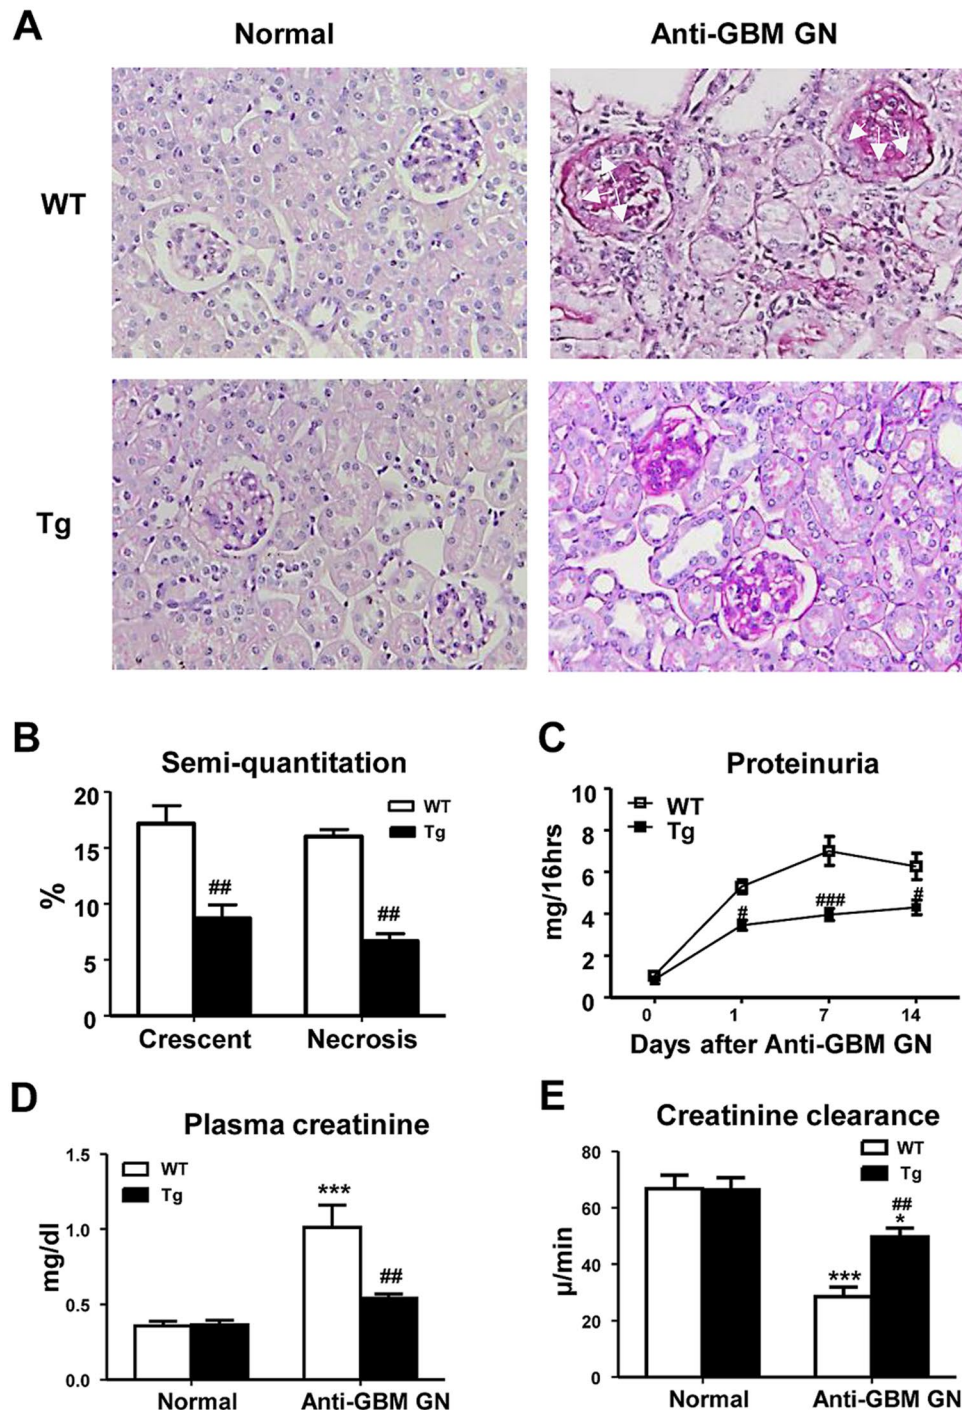 A
Normal
Anti-GBM GN
WT
Tg
B
Semi-quantitation
20
15
10
5
0
%
WT
Tg
##
##
Crescent
Necrosis
C
Proteinuria
10
8
6
4
2
0
mg/16hrs
WT
Tg
#
###
#
0
1
7
14
Days after Anti-GBM GN
D
Plasma creatinine
1.5
1.0
0.5
0.0
mg/dl
WT
Tg
***
##
Normal
Anti-GBM GN
E
Creatinine clearance
80
60
40
20
0
μ/min
WT
Tg
***
##
*
Normal
Anti-GBM GN